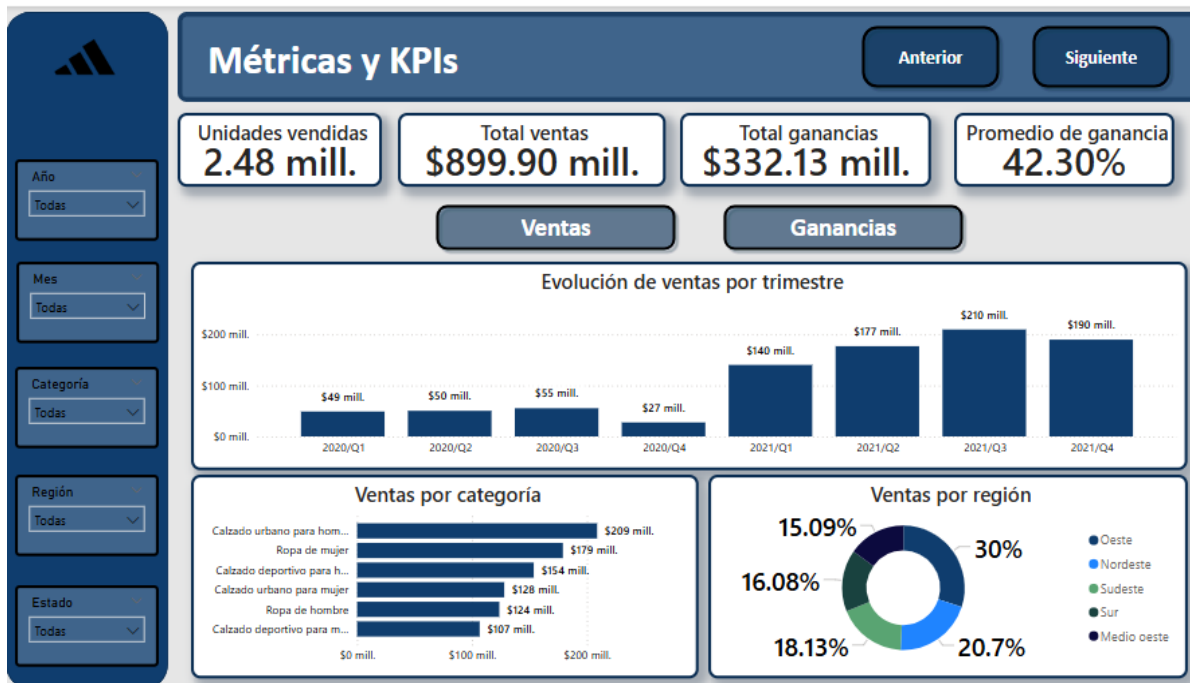 Métricas y KPIs
Anterior
Siguiente
Unidades vendidas
2.48 mill.
Total ventas
$899.90 mill.
Total ganancias
$332.13 mill.
Promedio de ganancia
42.30%
Año
Todas
Mes
Todas
Categoría
Todas
Región
Todas
Estado
Todas
Ventas
Ganancias
Evolución de ventas por trimestre
$200 mill.
$100 mill.
$0 mill.
$49 mill.
$50 mill.
$55 mill.
$27 mill.
$140 mill.
$177 mill.
$210 mill.
$190 mill.
2020/Q1
2020/Q2
2020/Q3
2020/Q4
2021/Q1
2021/Q2
2021/Q3
2021/Q4
Ventas por categoría
Calzado urbano para hom...
$209 mill.
Ropa de mujer
$179 mill.
Calzado deportivo para h...
$154 mill.
Calzado urbano para mujer
$128 mill.
Ropa de hombre
$124 mill.
Calzado deportivo para m...
$107 mill.
$0 mill.
$100 mill.
$200 mill.
Ventas por región
15.09%
30%
16.08%
18.13%
20.7%
Oeste
Nordeste
Sudeste
Sur
Medio oeste